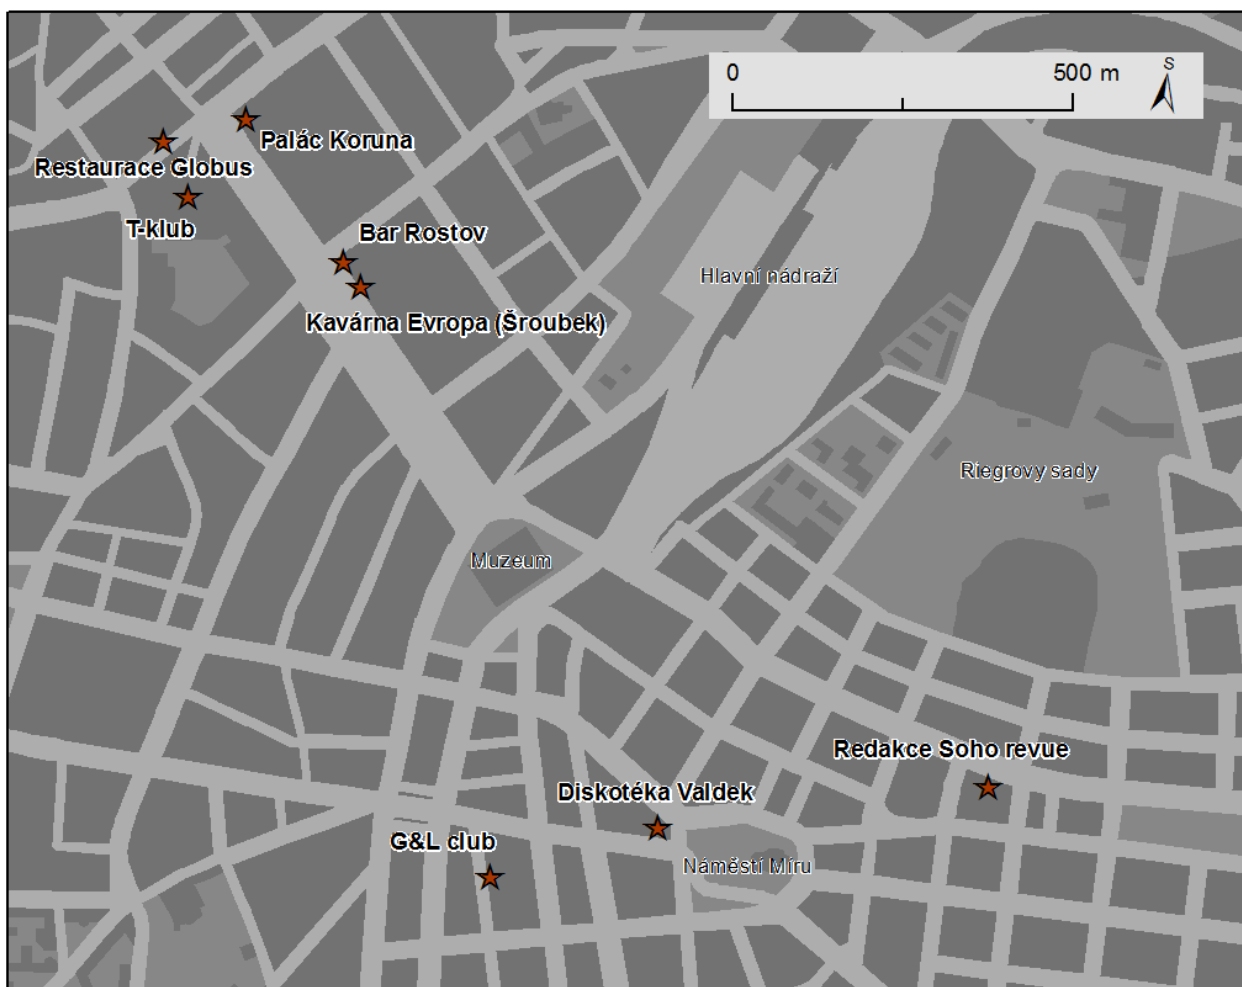 0 500 m
S
Palác Koruna
Restaurace Globus
T-klub
Bar Rostov
Hlavní nádraží
Kavárna Evropa (Šroubek)
Riegrovy sady
Muzeum
Redakce Soho revue
Diskotéka Valdek
G&L club
Náměstí Míru